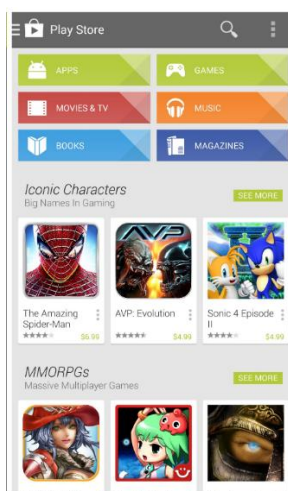 Play Store
APPS
GAMES
MOVIES & TV
MUSIC
BOOKS
MAGAZINES
Iconic Characters
Big Names In Gaming
SEE MORE
The Amazing
Spider-Man
$6.99
AVP: Evolution
$4.99
Sonic 4 Episode
II
$4.99
MMORPGs
Massive Multiplayer Games
SEE MORE